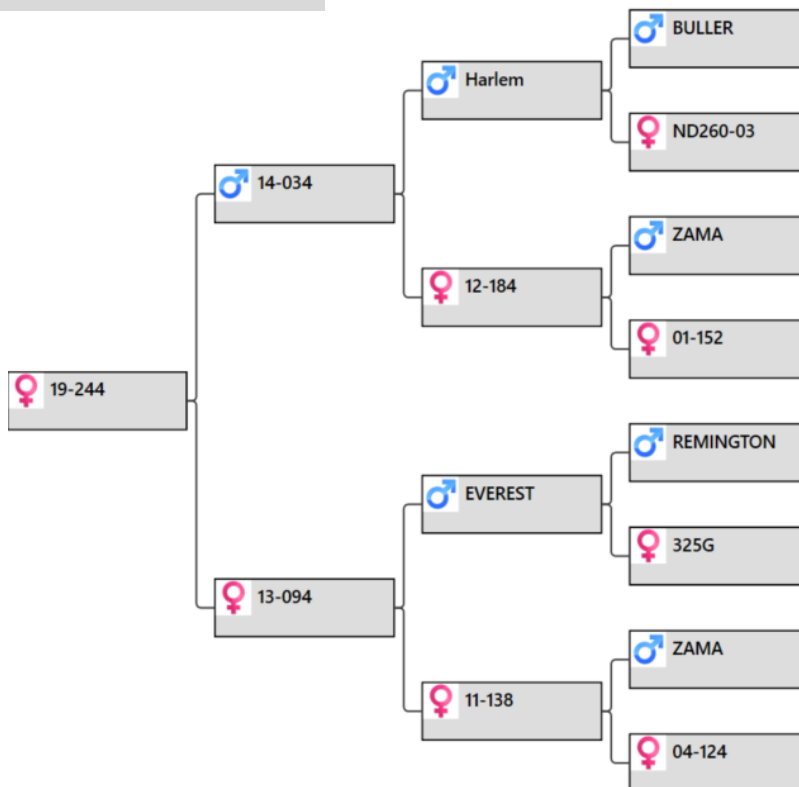 BULLER
Harlem
ND260-03
14-034
ZAMA
12-184
01-152
19-244
REMINGTON
EVEREST
325G
13-094
ZAMA
11-138
04-124